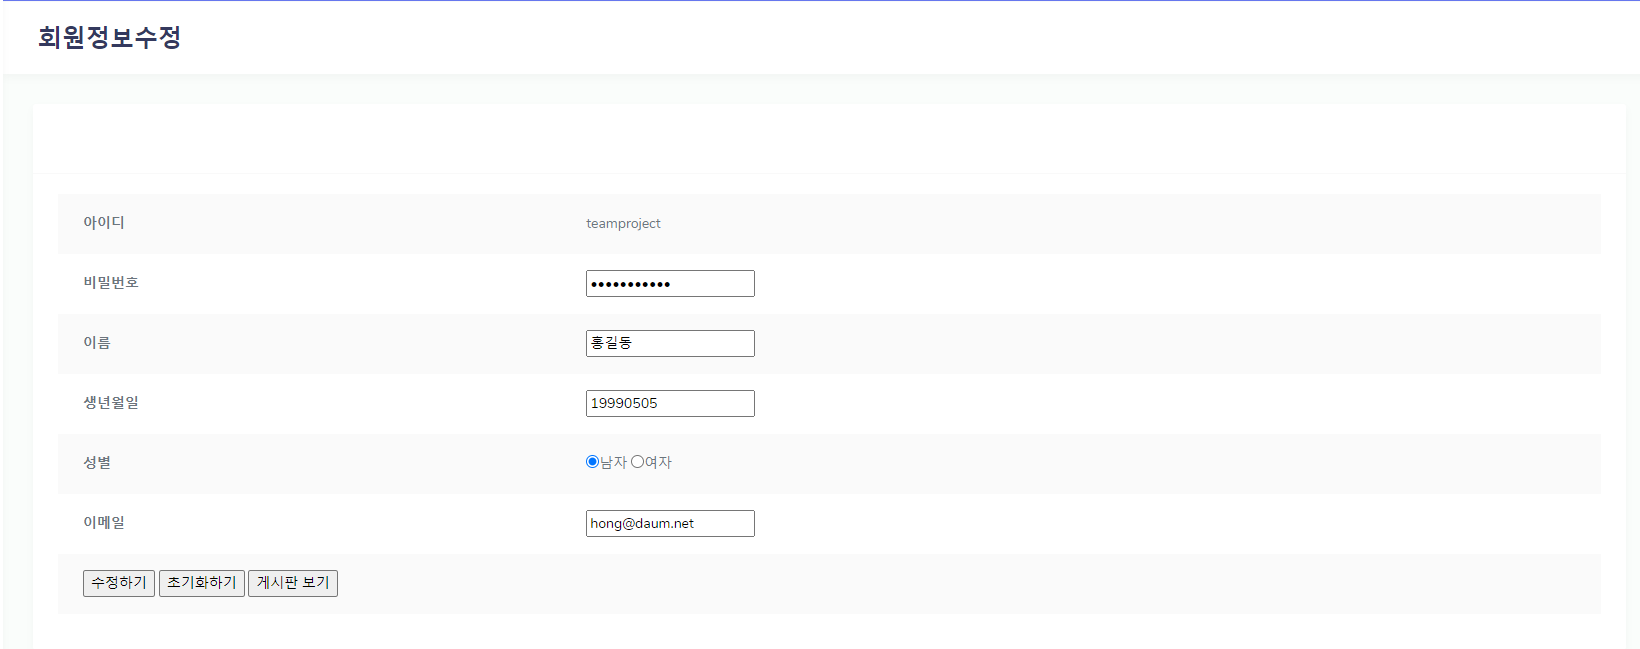 회원정보수정
아이디 teamproject
비밀번호 •••••••••••
이름 홍길동
생년월일 19990505
성별 남자 여자
이메일 hong@daum.net
수정하기 초기화하기 게시판 보기